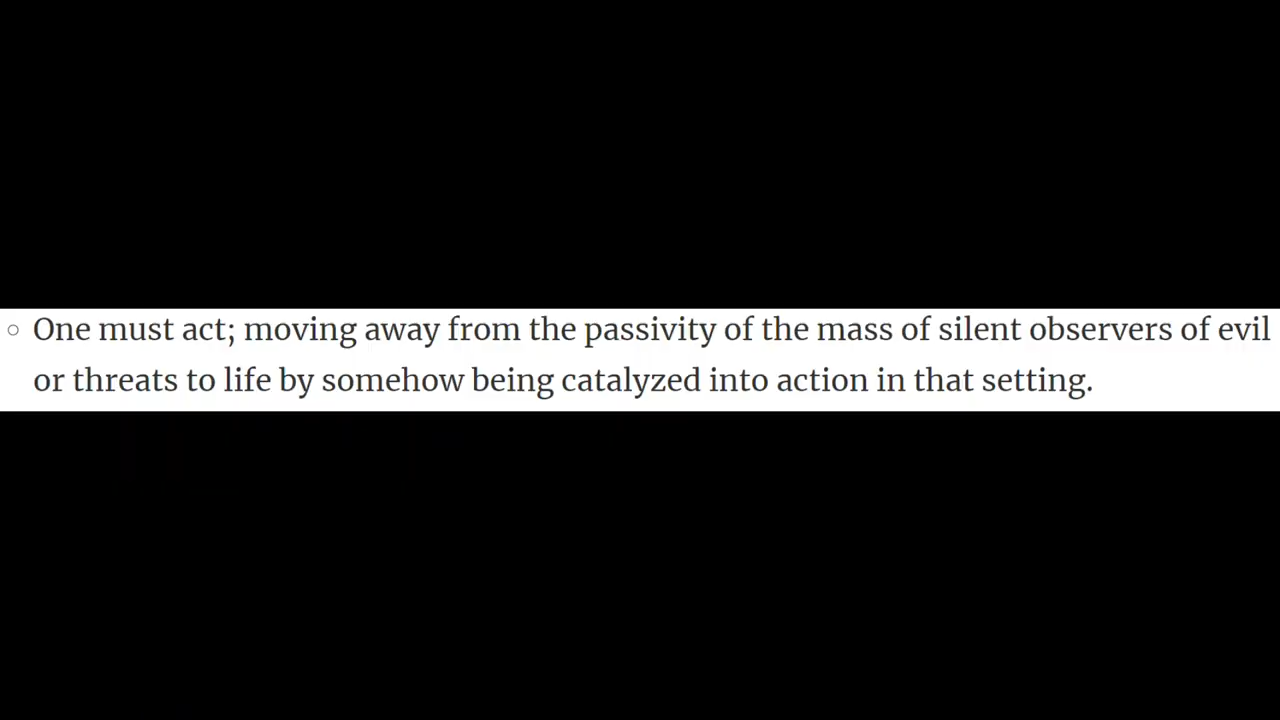 One must act; moving away from the passivity of the mass of silent observers of evil
or threats to life by somehow being catalyzed into action in that setting.